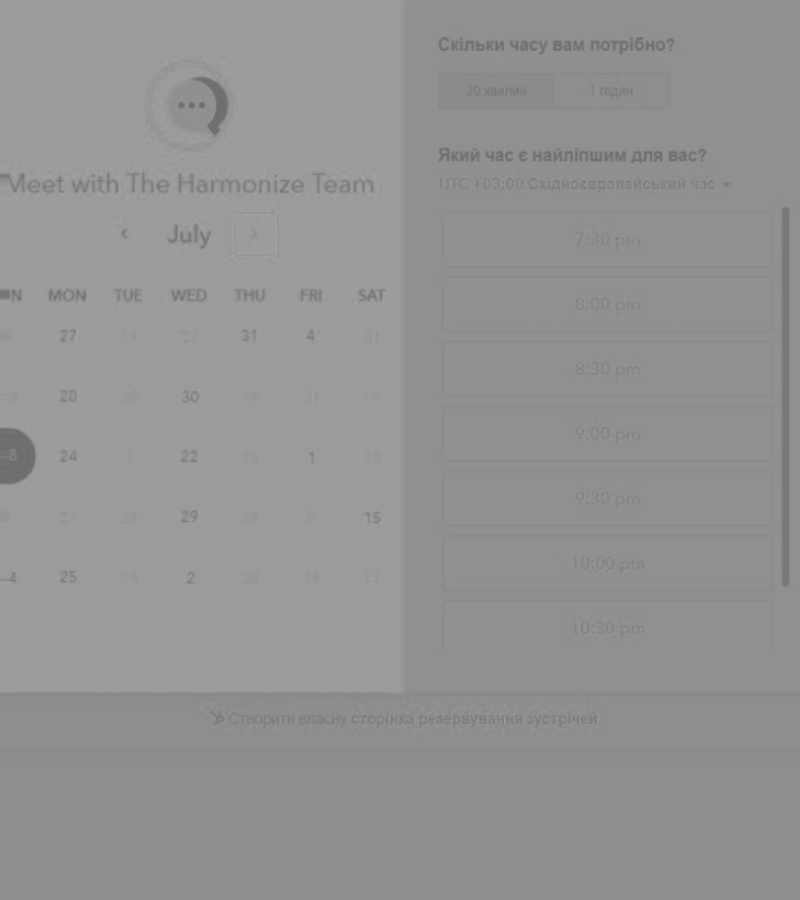 Meet with The Harmonize Team
July
MON TUE WED THU FRI SAT
27 31 4
20 30
8 24 22 1
29 15
4 25 2
Скільки часу вам потрібно?
30 хвилин 1 годин
Який час є найліпшим для вас?
UTC +03:00 Східноєвропейський час
7:30 pm
8:00 pm
8:30 pm
9:00 pm
9:30 pm
10:00 pm
10:30 pm
Створити власну сторінка резервування зустрічей